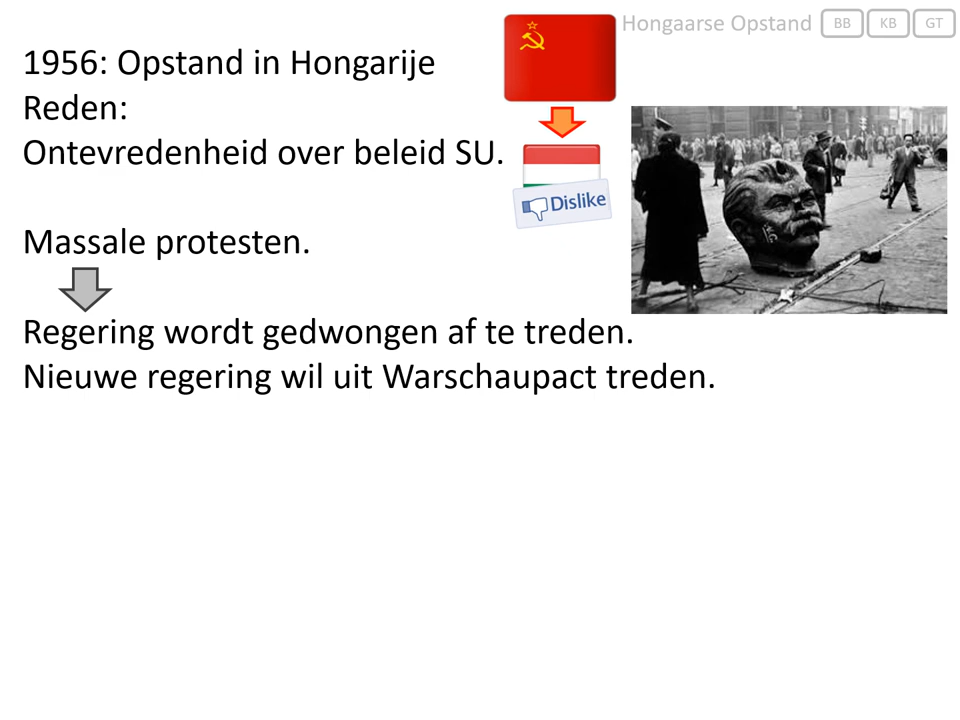 Hongaarse Opstand BB KB GT
1956: Opstand in Hongarije
Reden:
Ontevredenheid over beleid SU.
Dislike
Massale protesten.
Regering wordt gedwongen af te treden.
Nieuwe regering wil uit Warschaupact treden.